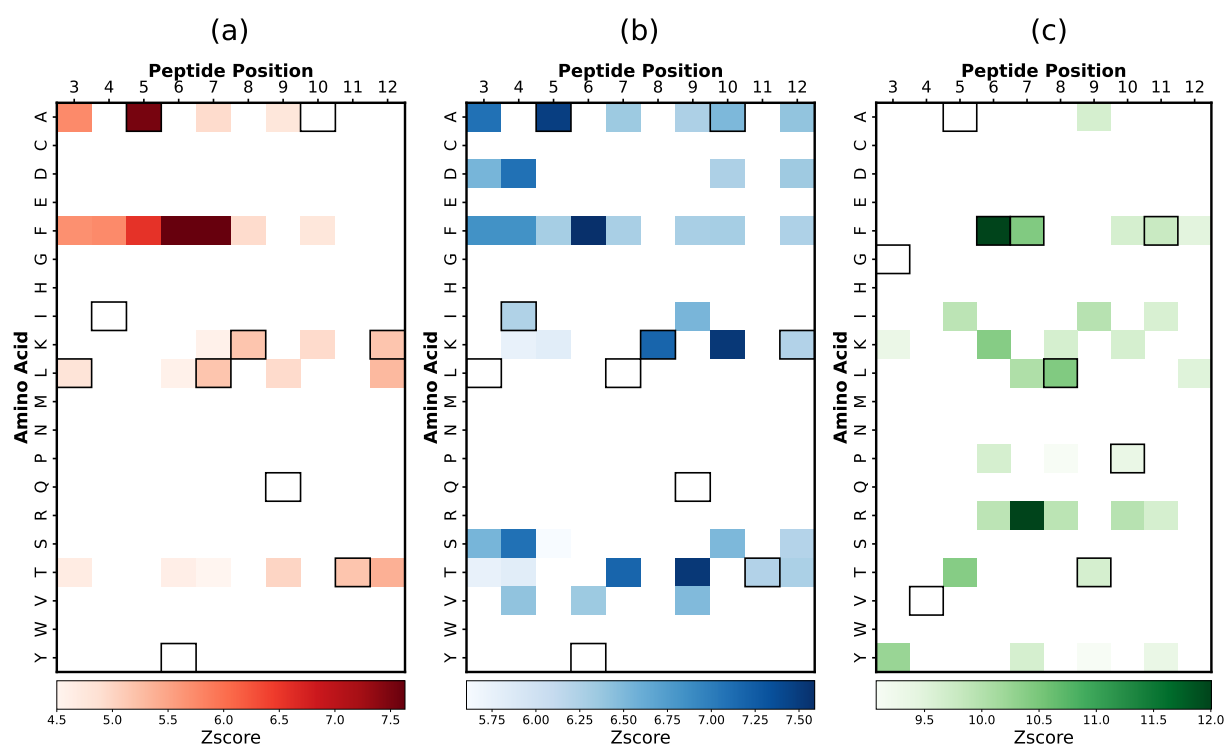 (a) (b) (c)
Peptide Position Peptide Position Peptide Position
3 4 5 6 7 8 9 10 11 12 3 4 5 6 7 8 9 10 11 12 3 4 5 6 7 8 9 10 11 12
A A A
C C C
D D D
E E E
F F F
G G G
H H H
I I I
K K K
L L L
M M M
N N N
P P P
Q Q Q
R R R
S S S
T T T
V V V
W W W
Y Y Y
Amino Acid Amino Acid Amino Acid
4.5 5.0 5.5 6.0 6.5 7.0 7.5 5.75 6.00 6.25 6.50 6.75 7.00 7.25 7.50 9.5 10.0 10.5 11.0 11.5 12.0
Zscore Zscore Zscore